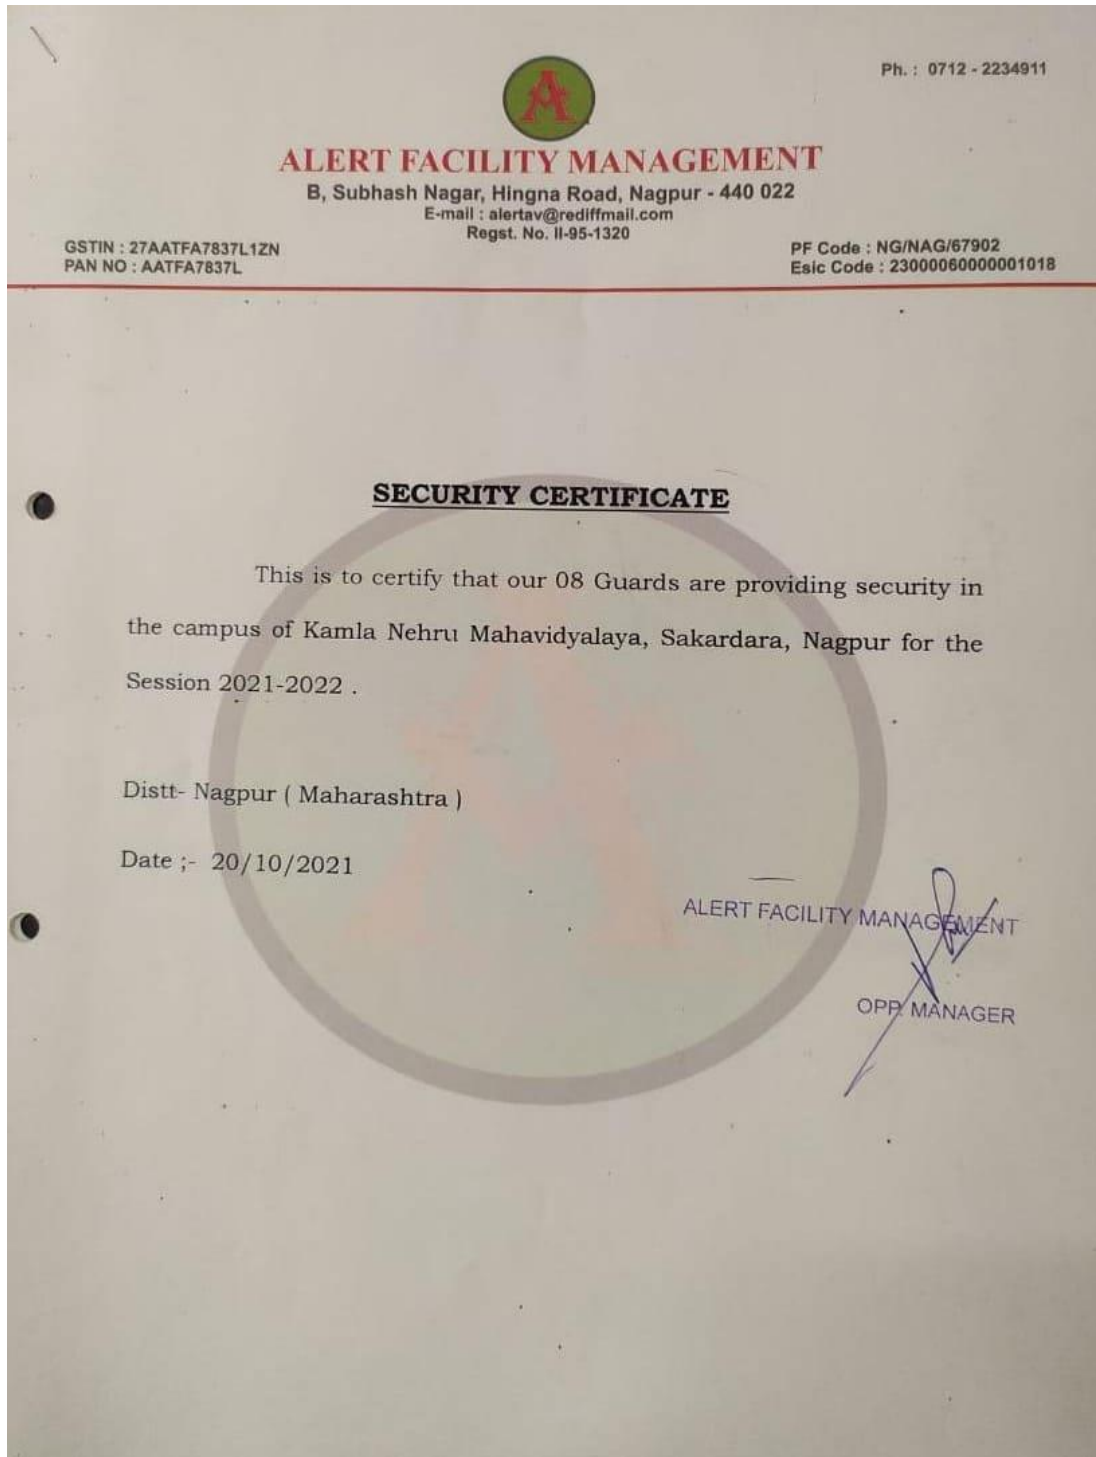 Ph. : 0712 - 2234911
A
ALERT FACILITY MANAGEMENT
B, Subhash Nagar, Hingna Road, Nagpur - 440 022
E-mail : alertav@rediffmail.com
Regst. No. II-95-1320
GSTIN : 27AATFA7837L1ZN
PAN NO : AATFA7837L
PF Code : NG/NAG/67902
Esic Code : 23000060000001018
SECURITY CERTIFICATE
This is to certify that our 08 Guards are providing security in
the campus of Kamla Nehru Mahavidyalaya, Sakardara, Nagpur for the
Session 2021-2022 .
Distt- Nagpur ( Maharashtra )
Date ;- 20/10/2021
ALERT FACILITY MANAGEMENT
OPP. MANAGER